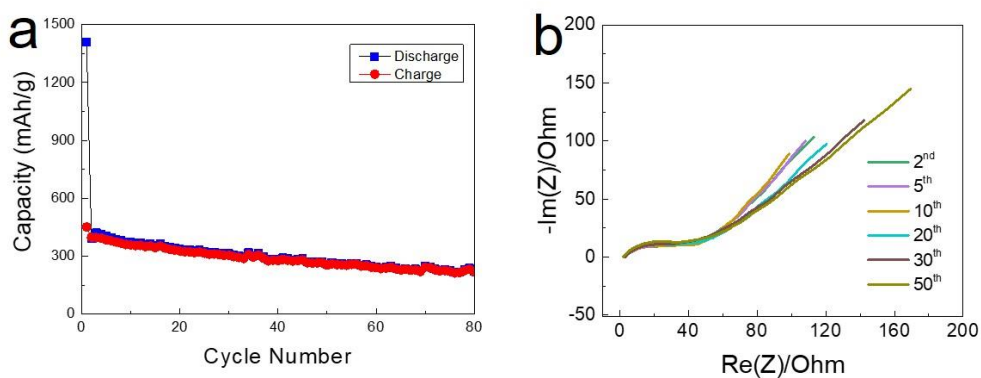 a
Capacity (mAh/g)
1500
1200
900
600
300
0
0
20
40
60
80
Cycle Number
Discharge
Charge
b
-Im(Z)/Ohm
200
150
100
50
0
-50
0
40
80
120
160
200
Re(Z)/Ohm
2nd
5th
10th
20th
30th
50th